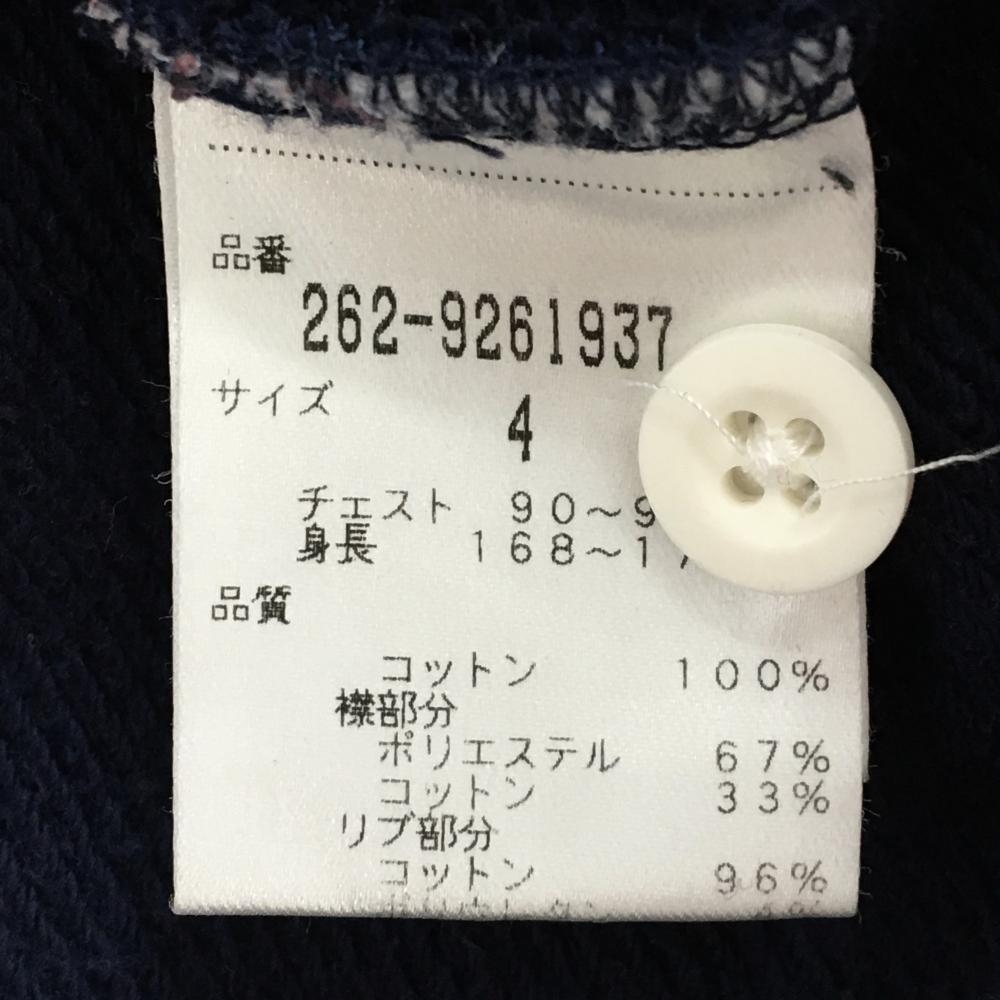 品番
262-9261937
サイズ
4
チェスト 90～9
身長 168～17
品質
コットン 100%
襟部分
ポリエステル 67%
コットン 33%
リブ部分
コットン 96%